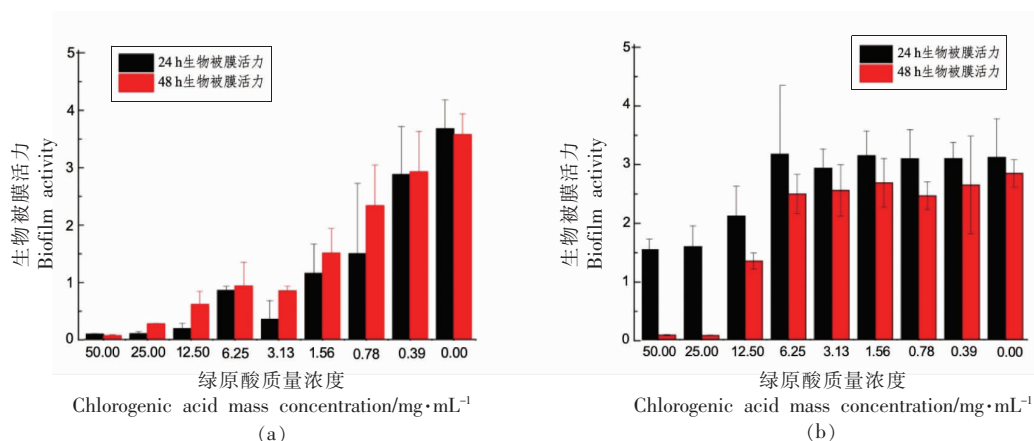 5
4
3
2
1
0
24 h生物被膜活力
48 h生物被膜活力
生物被膜活力
Biofilm activity
50.00 25.00 12.50 6.25 3.13 1.56 0.78 0.39 0.00
绿原酸质量浓度
Chlorogenic acid mass concentration/mg·mL⁻¹
(a)
5
4
3
2
1
0
24 h生物被膜活力
48 h生物被膜活力
生物被膜活力
Biofilm activity
50.00 25.00 12.50 6.25 3.13 1.56 0.78 0.39 0.00
绿原酸质量浓度
Chlorogenic acid mass concentration/mg·mL⁻¹
(b)